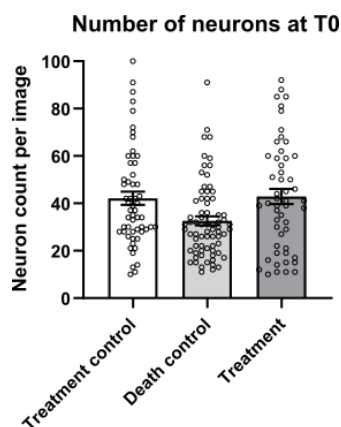 Number of neurons at T0
Neuron count per image
100
80
60
40
20
0
Treatment control
Death control
Treatment